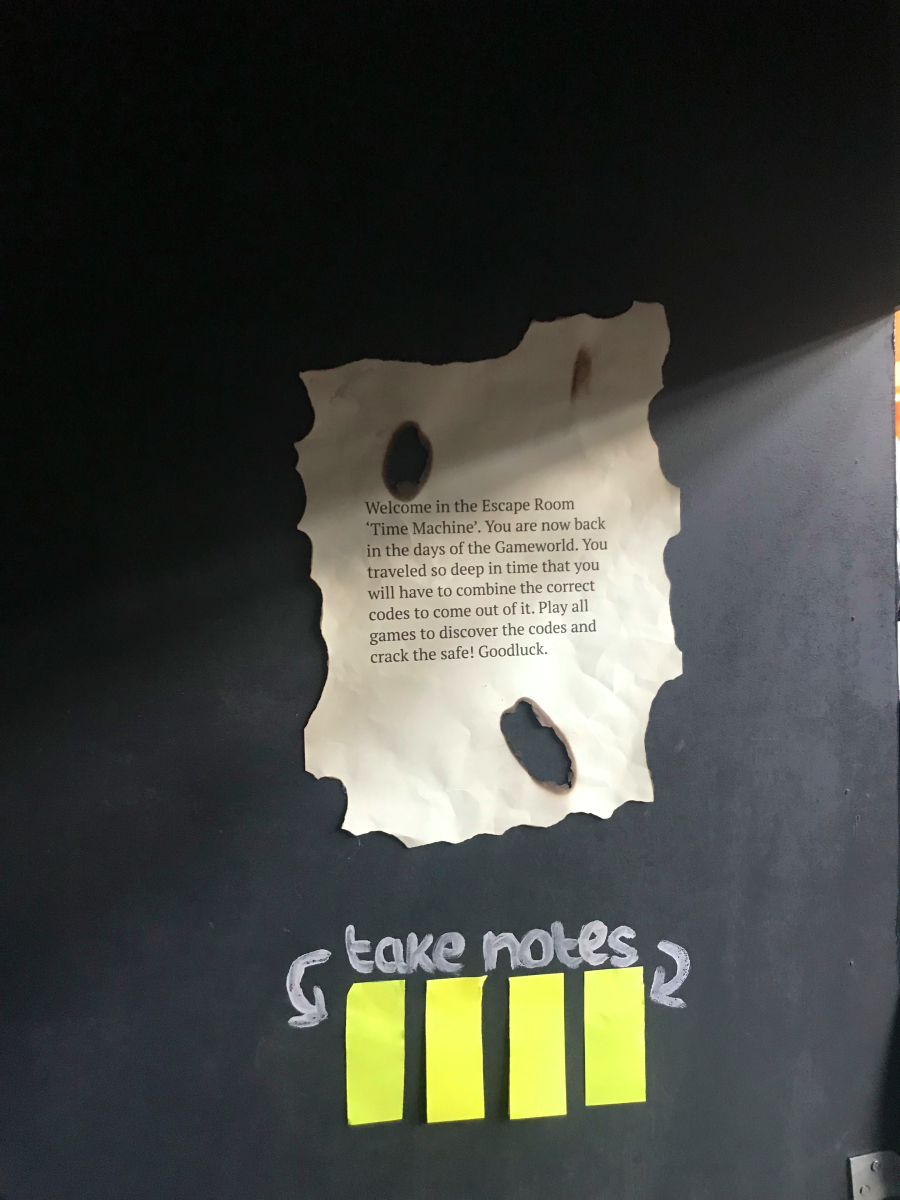 Welcome in the Escape Room
‘Time Machine’. You are now back
in the days of the Gameworld. You
traveled so deep in time that you
will have to combine the correct
codes to come out of it. Play all
games to discover the codes and
crack the safe! Goodluck.
take notes